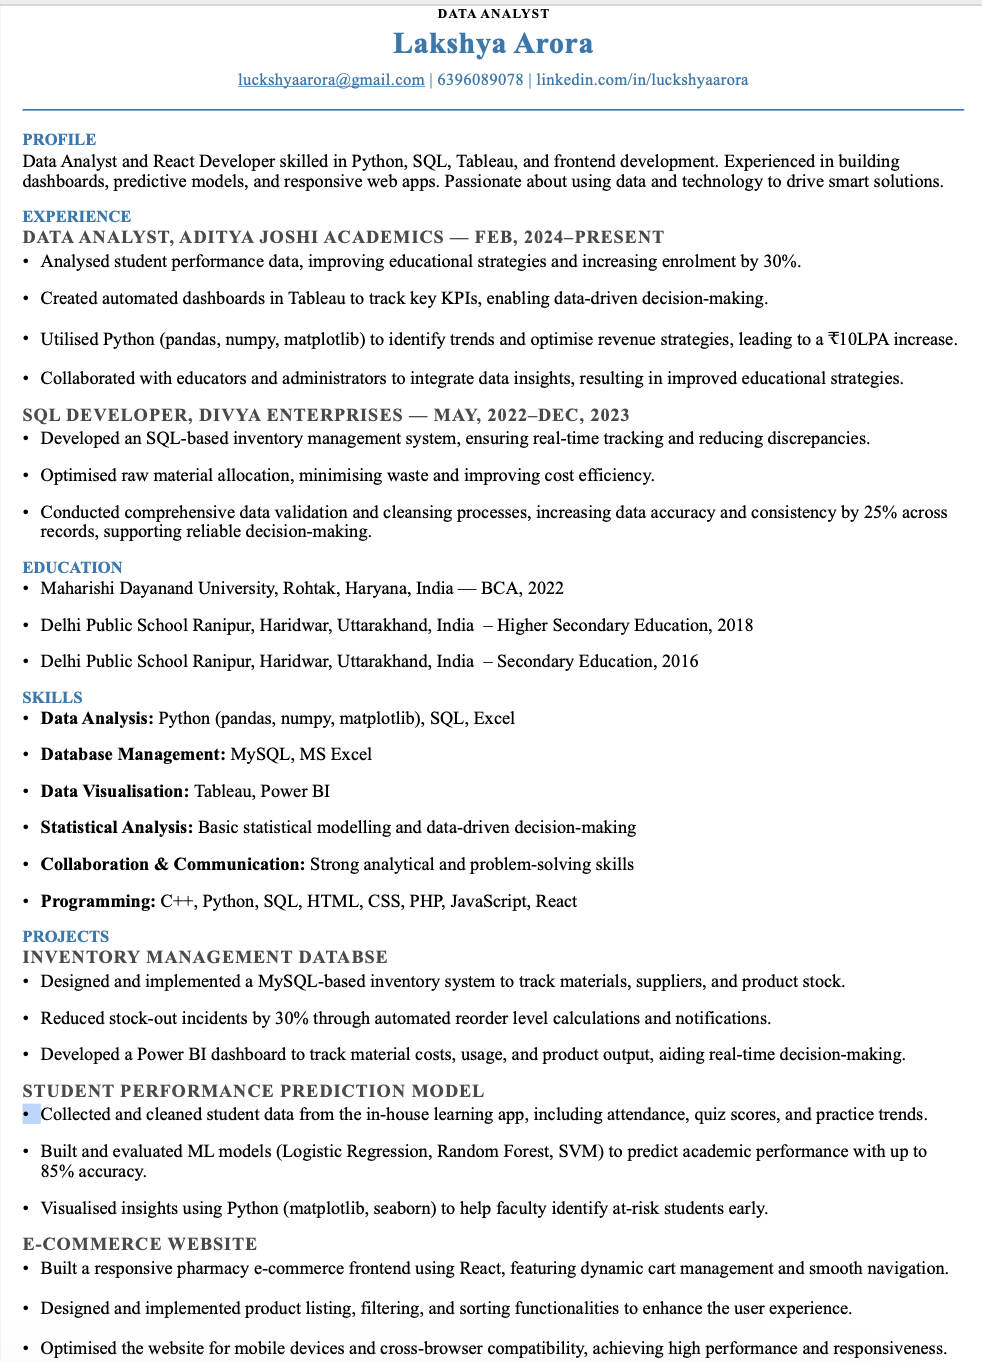 DATA ANALYST
Lakshya Arora
luckshyaarora@gmail.com | 6396089078 | linkedin.com/in/luckshyaarora
PROFILE
Data Analyst and React Developer skilled in Python, SQL, Tableau, and frontend development. Experienced in building
dashboards, predictive models, and responsive web apps. Passionate about using data and technology to drive smart solutions.
EXPERIENCE
DATA ANALYST, ADITYA JOSHI ACADEMICS — FEB, 2024–PRESENT
• Analysed student performance data, improving educational strategies and increasing enrolment by 30%.
• Created automated dashboards in Tableau to track key KPIs, enabling data-driven decision-making.
• Utilised Python (pandas, numpy, matplotlib) to identify trends and optimise revenue strategies, leading to a ₹10LPA increase.
• Collaborated with educators and administrators to integrate data insights, resulting in improved educational strategies.
SQL DEVELOPER, DIVYA ENTERPRISES — MAY, 2022–DEC, 2023
• Developed an SQL-based inventory management system, ensuring real-time tracking and reducing discrepancies.
• Optimised raw material allocation, minimising waste and improving cost efficiency.
• Conducted comprehensive data validation and cleansing processes, increasing data accuracy and consistency by 25% across
records, supporting reliable decision-making.
EDUCATION
• Maharishi Dayanand University, Rohtak, Haryana, India — BCA, 2022
• Delhi Public School Ranipur, Haridwar, Uttarakhand, India – Higher Secondary Education, 2018
• Delhi Public School Ranipur, Haridwar, Uttarakhand, India – Secondary Education, 2016
SKILLS
• Data Analysis: Python (pandas, numpy, matplotlib), SQL, Excel
• Database Management: MySQL, MS Excel
• Data Visualisation: Tableau, Power BI
• Statistical Analysis: Basic statistical modelling and data-driven decision-making
• Collaboration & Communication: Strong analytical and problem-solving skills
• Programming: C++, Python, SQL, HTML, CSS, PHP, JavaScript, React
PROJECTS
INVENTORY MANAGEMENT DATABSE
• Designed and implemented a MySQL-based inventory system to track materials, suppliers, and product stock.
• Reduced stock-out incidents by 30% through automated reorder level calculations and notifications.
• Developed a Power BI dashboard to track material costs, usage, and product output, aiding real-time decision-making.
STUDENT PERFORMANCE PREDICTION MODEL
• Collected and cleaned student data from the in-house learning app, including attendance, quiz scores, and practice trends.
• Built and evaluated ML models (Logistic Regression, Random Forest, SVM) to predict academic performance with up to
85% accuracy.
• Visualised insights using Python (matplotlib, seaborn) to help faculty identify at-risk students early.
E-COMMERCE WEBSITE
• Built a responsive pharmacy e-commerce frontend using React, featuring dynamic cart management and smooth navigation.
• Designed and implemented product listing, filtering, and sorting functionalities to enhance the user experience.
• Optimised the website for mobile devices and cross-browser compatibility, achieving high performance and responsiveness.